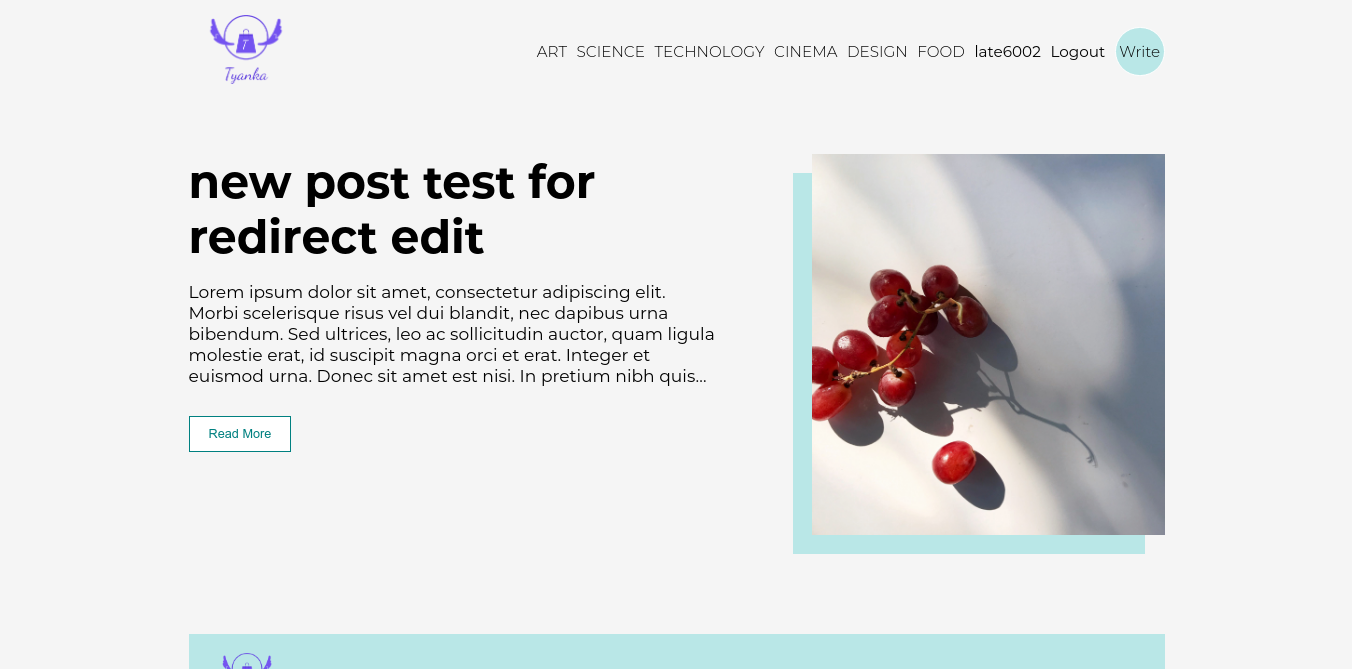 T
Tyanka
ART SCIENCE TECHNOLOGY CINEMA DESIGN FOOD late6002 Logout Write
new post test for
redirect edit
Lorem ipsum dolor sit amet, consectetur adipiscing elit.
Morbi scelerisque risus vel dui blandit, nec dapibus urna
bibendum. Sed ultrices, leo ac sollicitudin auctor, quam ligula
molestie erat, id suscipit magna orci et erat. Integer et
euismod urna. Donec sit amet est nisi. In pretium nibh quis...
Read More